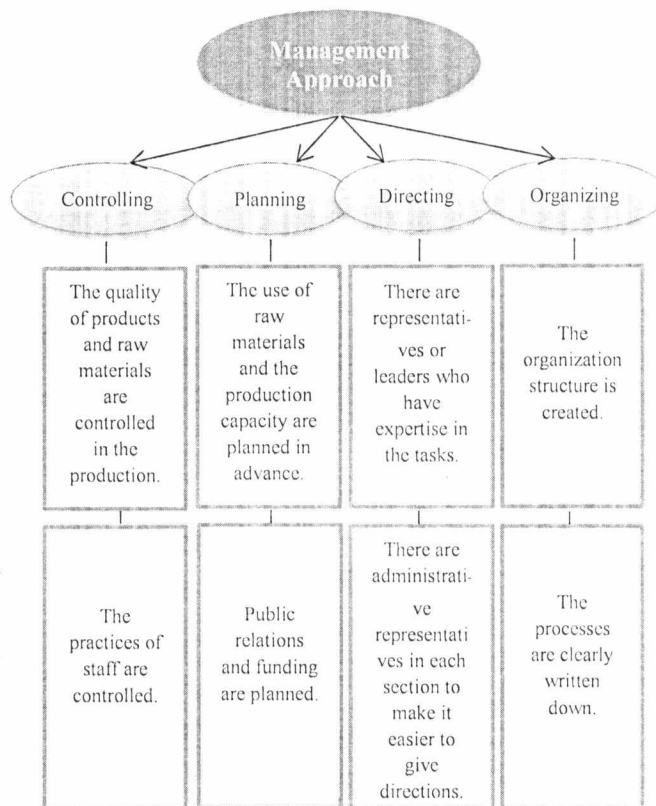 Management
Approach
Controlling
Planning
Directing
Organizing
The quality
of products
and raw
materials
are
controlled
in the
production.
The use of
raw
materials
and the
production
capacity are
planned in
advance.
There are
representati-
ves or
leaders who
have
expertise in
the tasks.
The
organization
structure is
created.
The
practices of
staff are
controlled.
Public
relations
and funding
are planned.
There are
administrati-
ve
representati
ves in each
section to
make it
easier to
give
directions.
The
processes
are clearly
written
down.